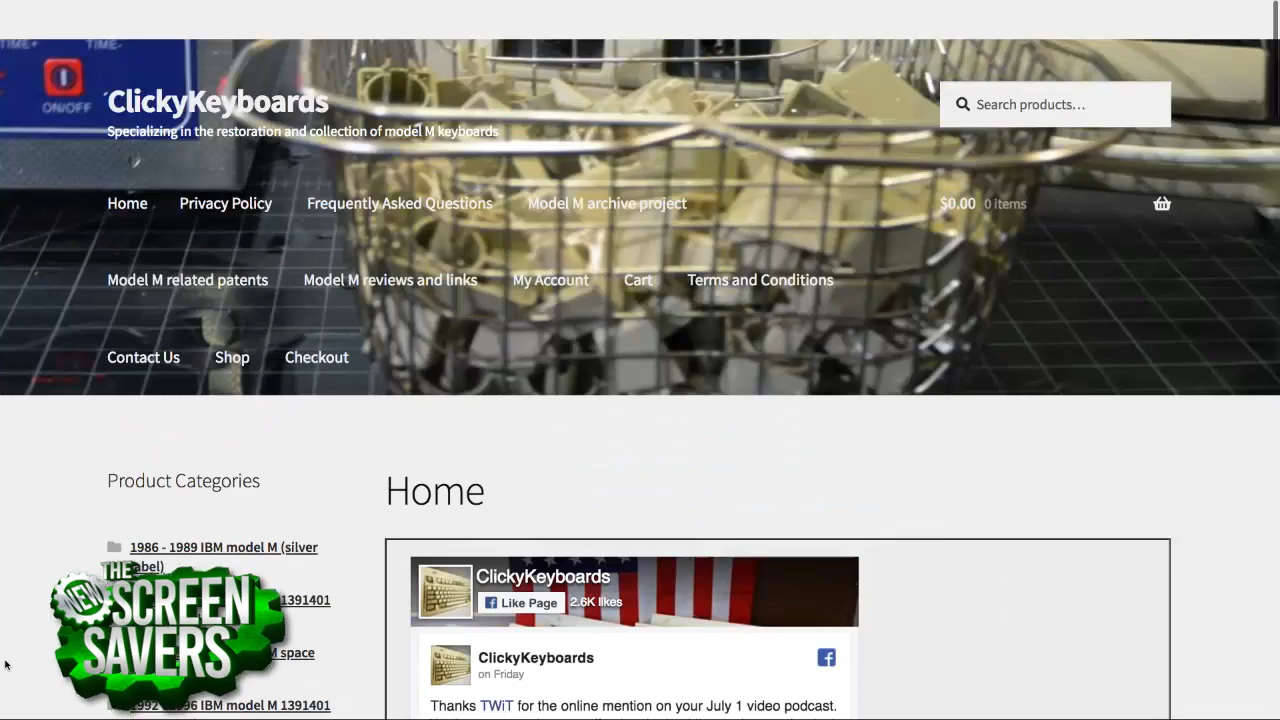 TIME+ TIME-
ON/OFF
ClickyKeyboards
Specializing in the restoration and collection of model M keyboards
Search products…
Home Privacy Policy Frequently Asked Questions Model M archive project
$0.00 0 items
Model M related patents Model M reviews and links My Account Cart Terms and Conditions
Contact Us Shop Checkout
Product Categories
Home
1986 - 1989 IBM model M (silver
label)
1391401
M space
1992 - 1996 IBM model M 1391401
THE NEW SCREEN SAVERS
ClickyKeyboards
Like Page 2.6K likes
ClickyKeyboards
on Friday
Thanks TWiT for the online mention on your July 1 video podcast.